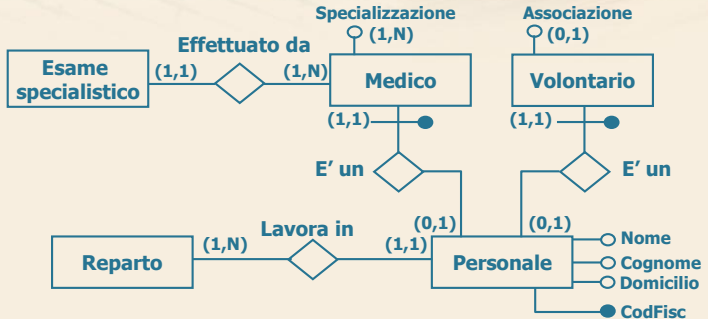 Specializzazione
Associazione
(1,N)
(0,1)
Effettuato da
Esame
specialistico
(1,1)
(1,N)
Medico
Volontario
(1,1)
(1,1)
E' un
E' un
Lavora in
(0,1)
(0,1)
(1,N)
(1,1)
Reparto
Personale
Nome
Cognome
Domicilio
CodFisc